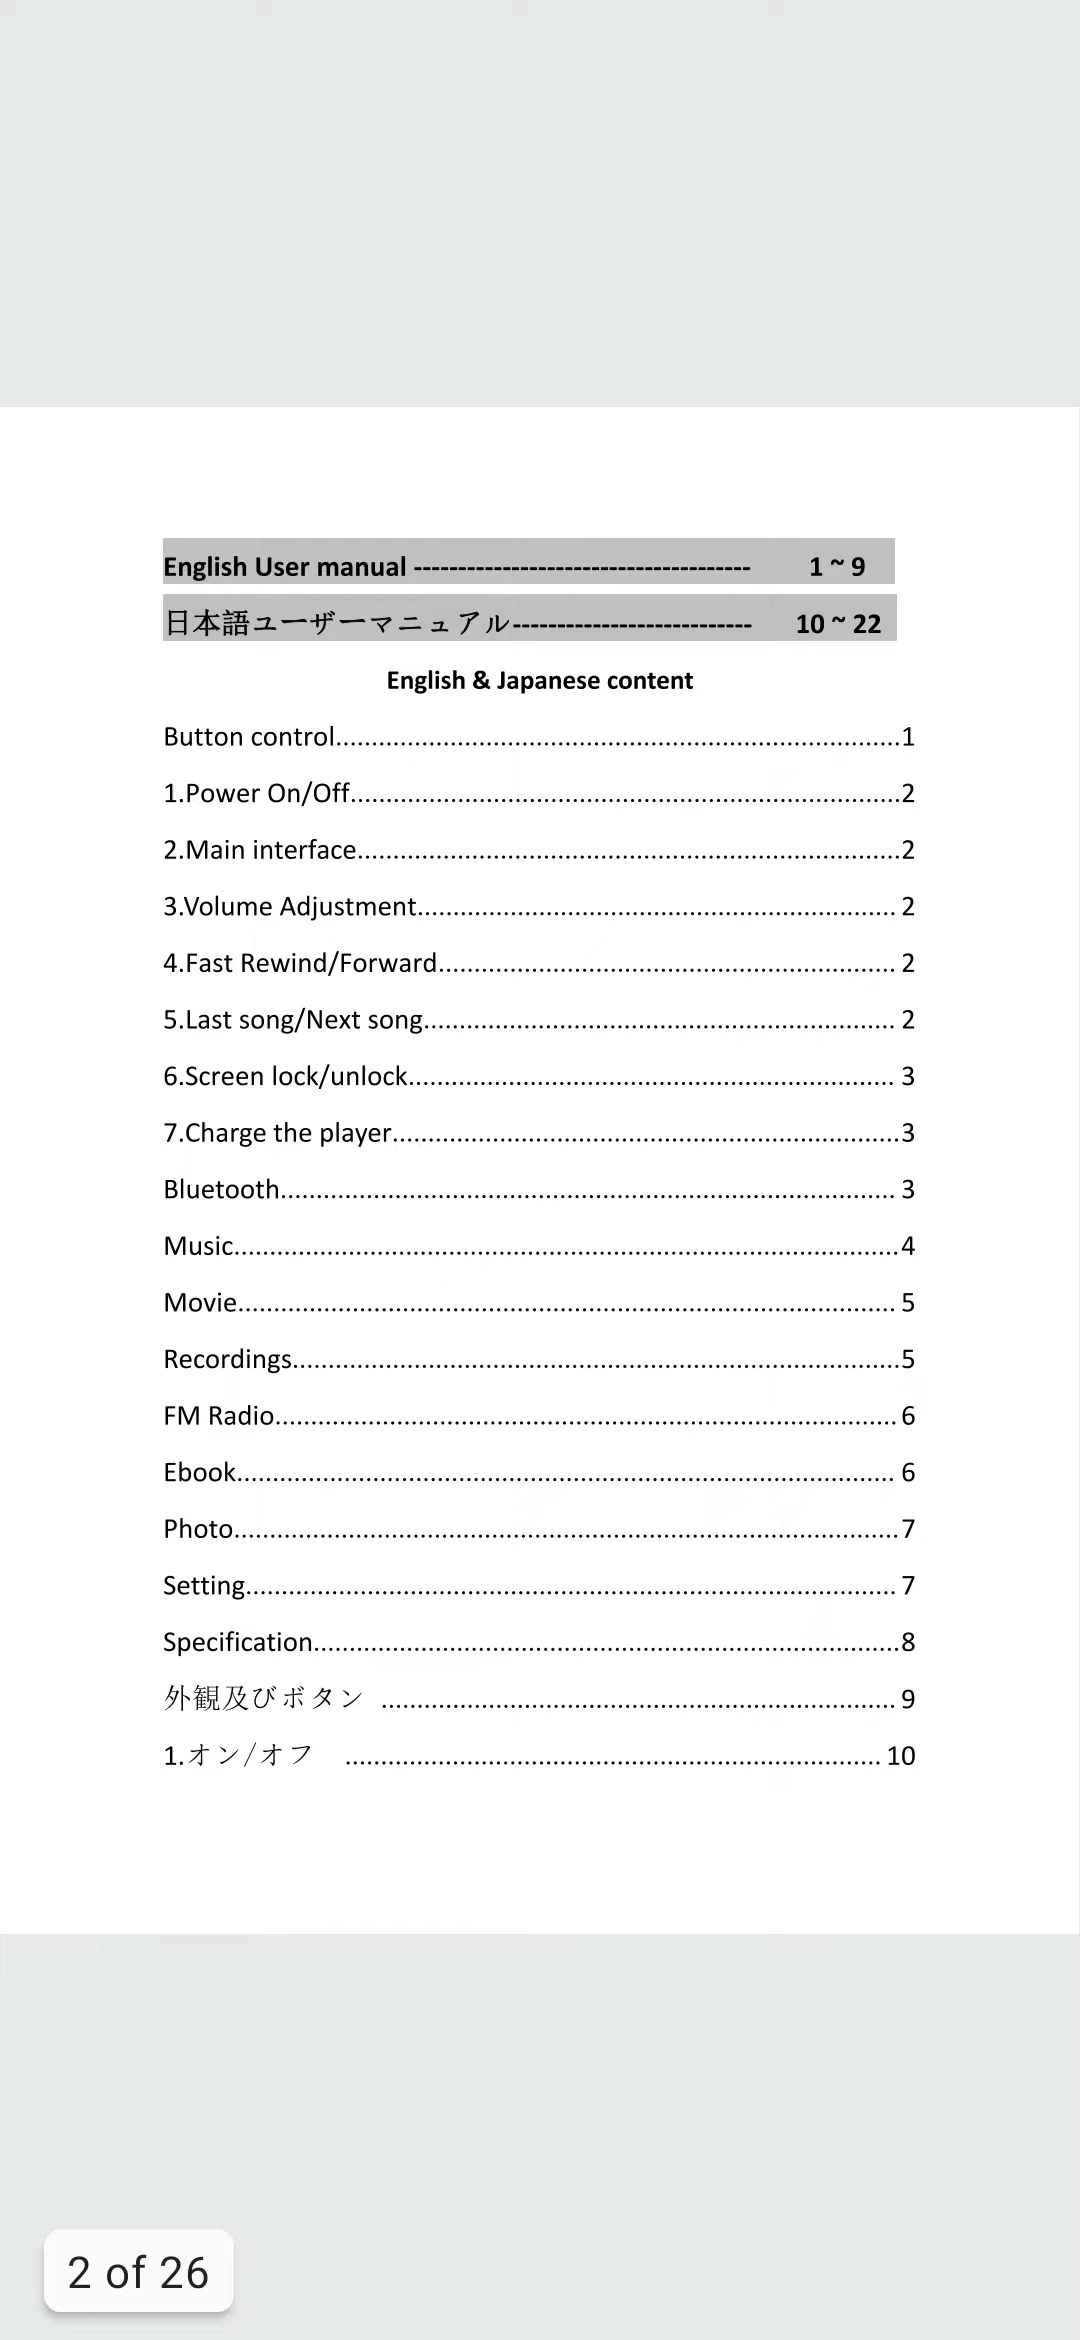 English User manual -------------------------------------- 1 ~ 9
日本語ユーザーマニュアル--------------------------- 10 ~ 22
English & Japanese content
Button control...............................................................................1
1.Power On/Off.............................................................................2
2.Main interface............................................................................2
3.Volume Adjustment................................................................... 2
4.Fast Rewind/Forward................................................................ 2
5.Last song/Next song.................................................................. 2
6.Screen lock/unlock.................................................................... 3
7.Charge the player.......................................................................3
Bluetooth...................................................................................... 3
Music.............................................................................................4
Movie............................................................................................ 5
Recordings.....................................................................................5
FM Radio....................................................................................... 6
Ebook............................................................................................ 6
Photo.............................................................................................7
Setting........................................................................................... 7
Specification..................................................................................8
外観及びボタン ........................................................................ 9
1.オン/オフ ........................................................................... 10
2 of 26